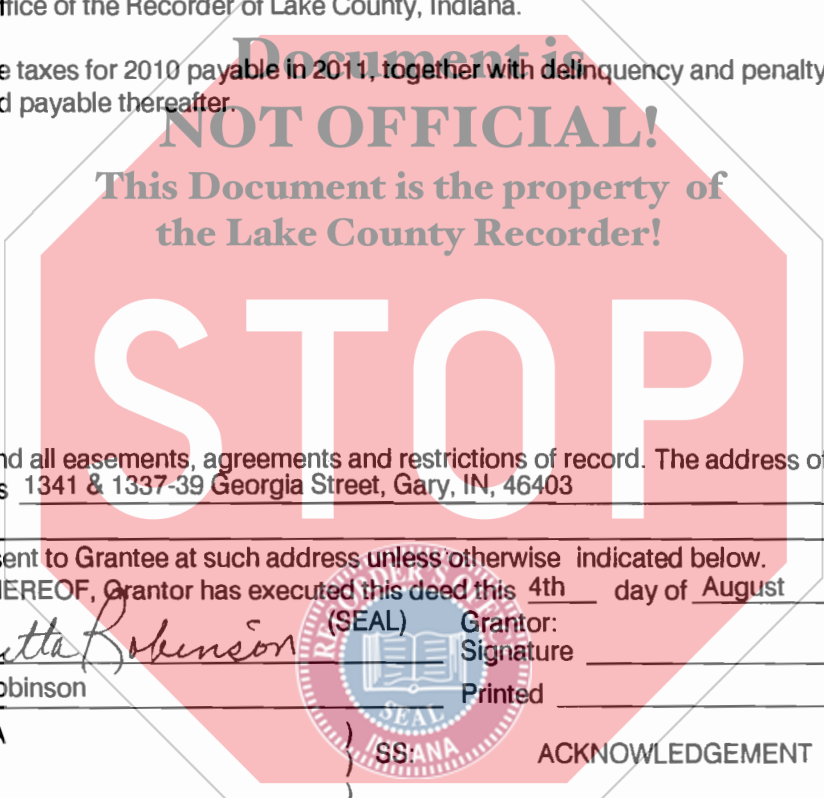 ffice of the Recorder of Lake County, Indiana.
Document is
e taxes for 2010 payable in 2011, together with delinquency and penalty
d payable thereafter.
NOT OFFICIAL!
This Document is the property of
the Lake County Recorder!
STOP
nd all easements, agreements and restrictions of record. The address of
s 1341 & 1337-39 Georgia Street, Gary, IN, 46403
sent to Grantee at such address unless otherwise indicated below.
HEREOF, Grantor has executed this deed this 4th day of August
(SEAL) Grantor:
etta Robinson Signature
obinson Printed
RECORDER'S OFFICE
SEAL
INDIANA
A
) SS: ACKNOWLEDGEMENT
)